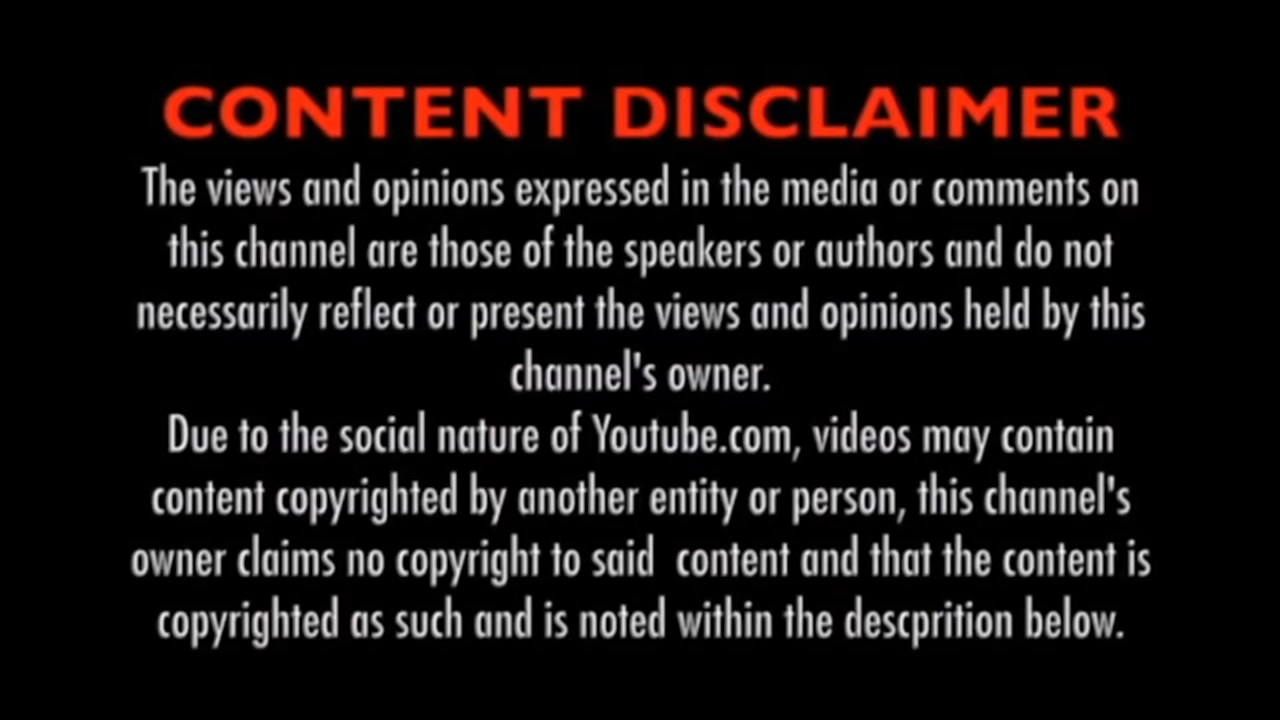 CONTENT DISCLAIMER
The views and opinions expressed in the media or comments on
this channel are those of the speakers or authors and do not
necessarily reflect or present the views and opinions held by this
channel's owner.
Due to the social nature of Youtube.com, videos may contain
content copyrighted by another entity or person, this channel's
owner claims no copyright to said  content and that the content is
copyrighted as such and is noted within the descprition below.